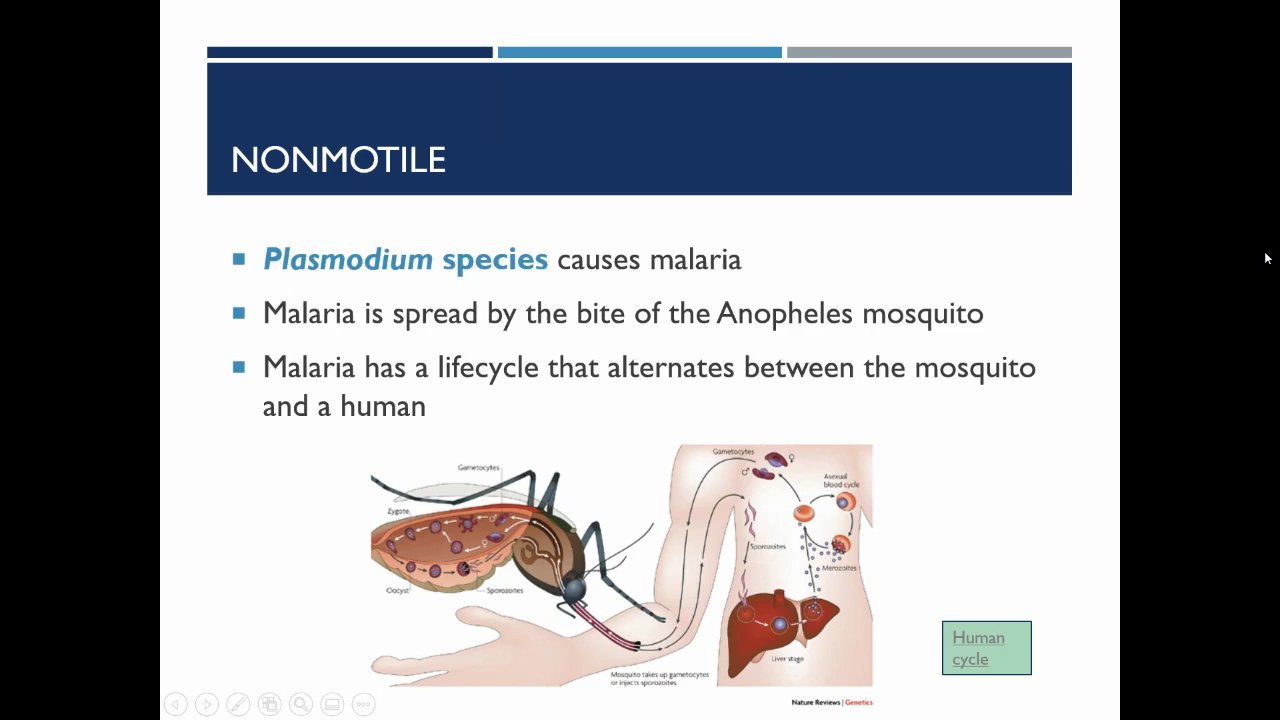 NONMOTILE
Plasmodium species causes malaria
Malaria is spread by the bite of the Anopheles mosquito
Malaria has a lifecycle that alternates between the mosquito
and a human
Gametocytes
Zygote
Oocyst
Sporozoites
Gametocytes
♀
♂
Asexual
blood cycle
Sporozoites
Merozoites
Liver stage
Mosquito takes up gametocytes
or injects sporozoites
Human
cycle
Nature Reviews | Genetics